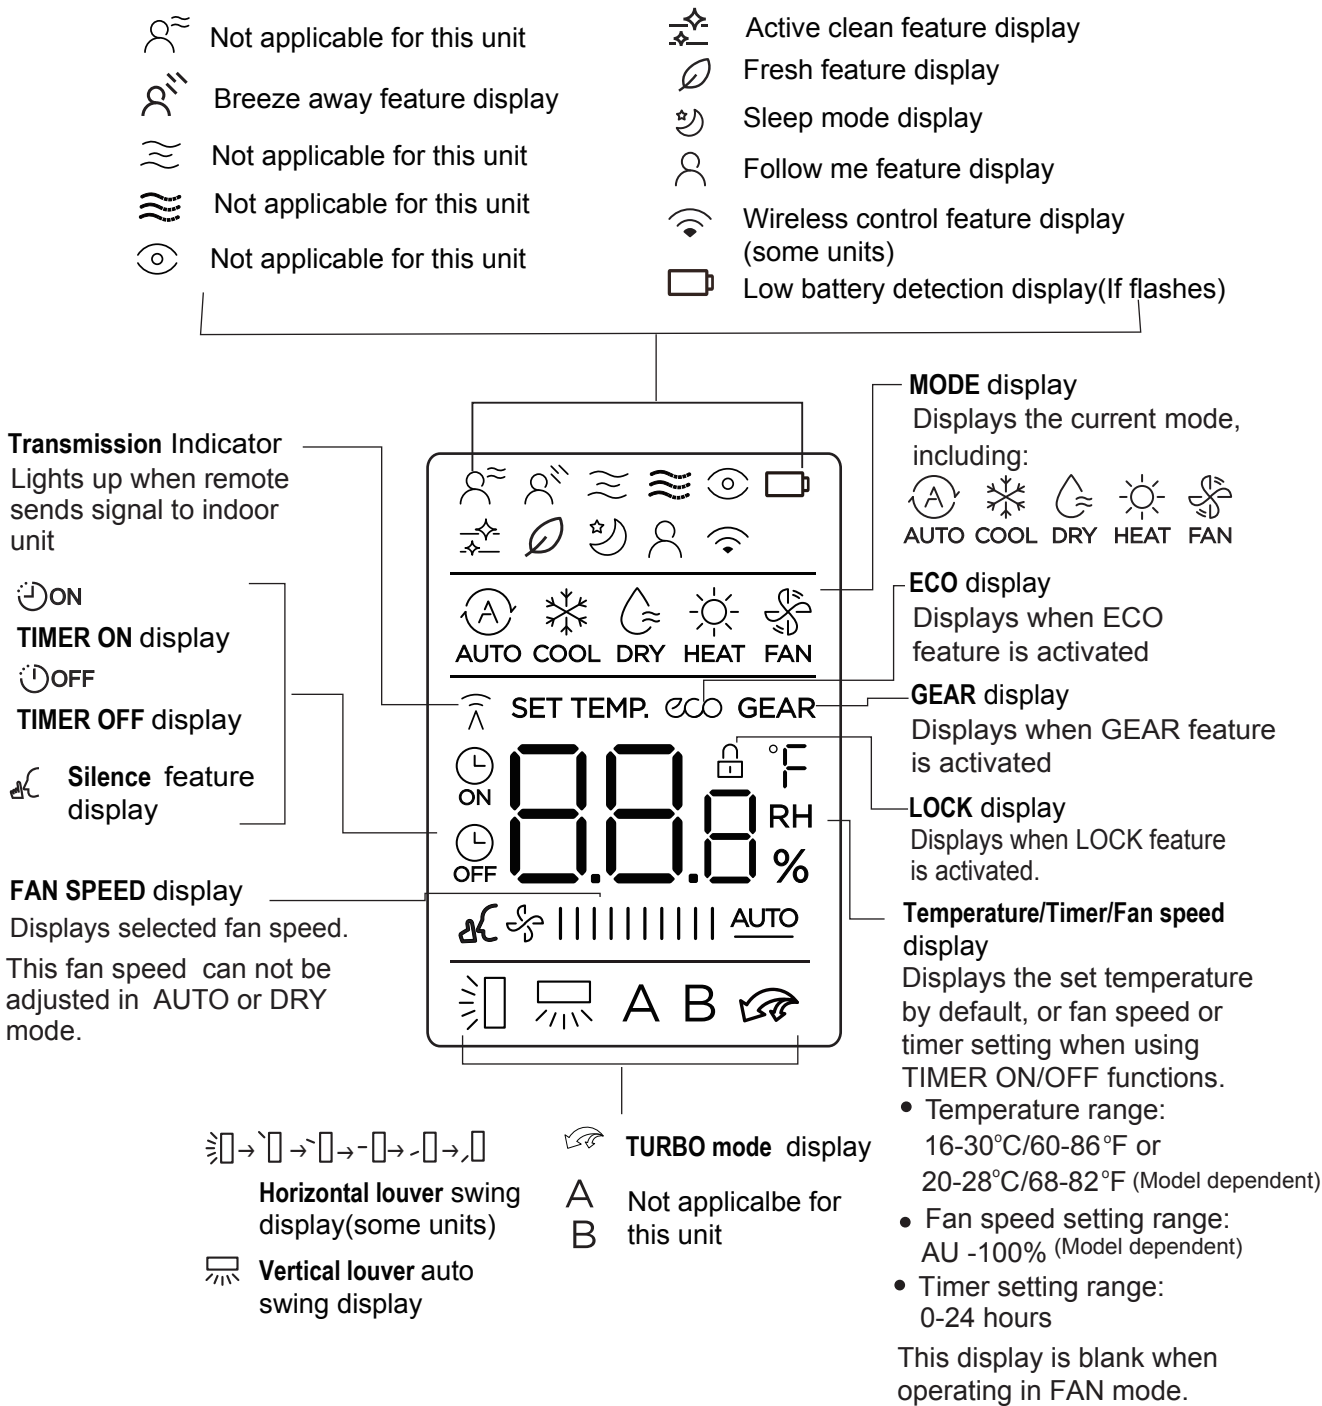 Not applicable for this unit
Breeze away feature display
Not applicable for this unit
Not applicable for this unit
Not applicable for this unit
Active clean feature display
Fresh feature display
Sleep mode display
Follow me feature display
Wireless control feature display
(some units)
Low battery detection display(If flashes)
Transmission Indicator
Lights up when remote
sends signal to indoor
unit
ON
TIMER ON display
OFF
TIMER OFF display
Silence feature
display
FAN SPEED display
Displays selected fan speed.
This fan speed can not be
adjusted in AUTO or DRY
mode.
A
AUTO COOL DRY HEAT FAN
SET TEMP. eco GEAR
ON
OFF
88.8
°F
RH
%
AUTO
A B
MODE display
Displays the current mode,
including:
A
AUTO COOL DRY HEAT FAN
ECO display
Displays when ECO
feature is activated
GEAR display
Displays when GEAR feature
is activated
LOCK display
Displays when LOCK feature
is activated.
Temperature/Timer/Fan speed
display
Displays the set temperature
by default, or fan speed or
timer setting when using
TIMER ON/OFF functions.
• Temperature range:
16-30°C/60-86°F or
20-28°C/68-82°F (Model dependent)
• Fan speed setting range:
AU -100% (Model dependent)
• Timer setting range:
0-24 hours
This display is blank when
operating in FAN mode.
Horizontal louver swing
display(some units)
Vertical louver auto
swing display
TURBO mode display
A Not applicalbe for
B this unit